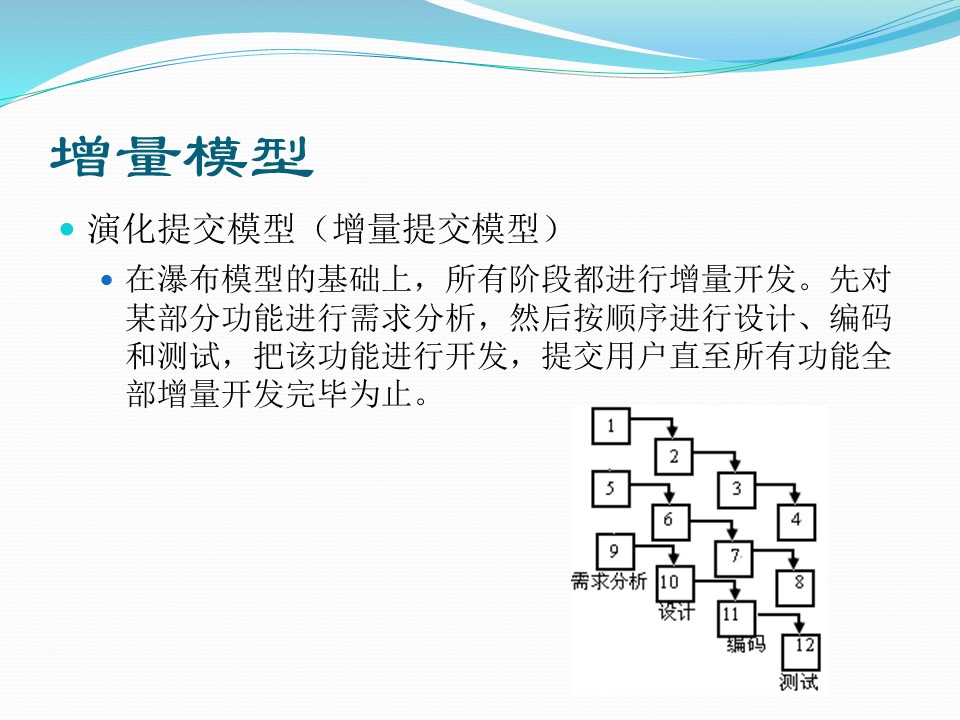 增量模型
演化提交模型（增量提交模型）
在瀑布模型的基础上，所有阶段都进行增量开发。先对
某部分功能进行需求分析，然后按顺序进行设计、编码
和测试，把该功能进行开发，提交用户直至所有功能全
部增量开发完毕为止。
1
2
3
4
5
6
7
8
9
10
11
12
需求分析
设计
编码
测试